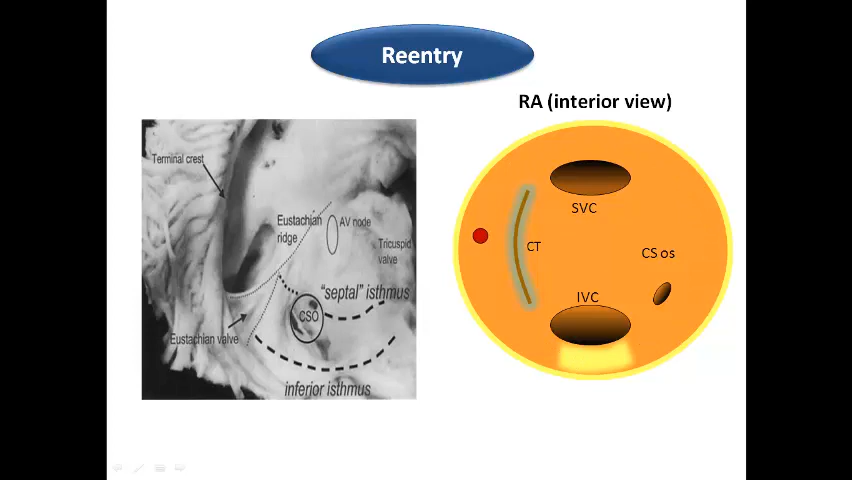 Reentry
RA (interior view)
Terminal crest
Eustachian
ridge
AV node
Tricuspid
valve
"septal" isthmus
CSO
Eustachian valve
inferior isthmus
SVC
CT
CS os
IVC